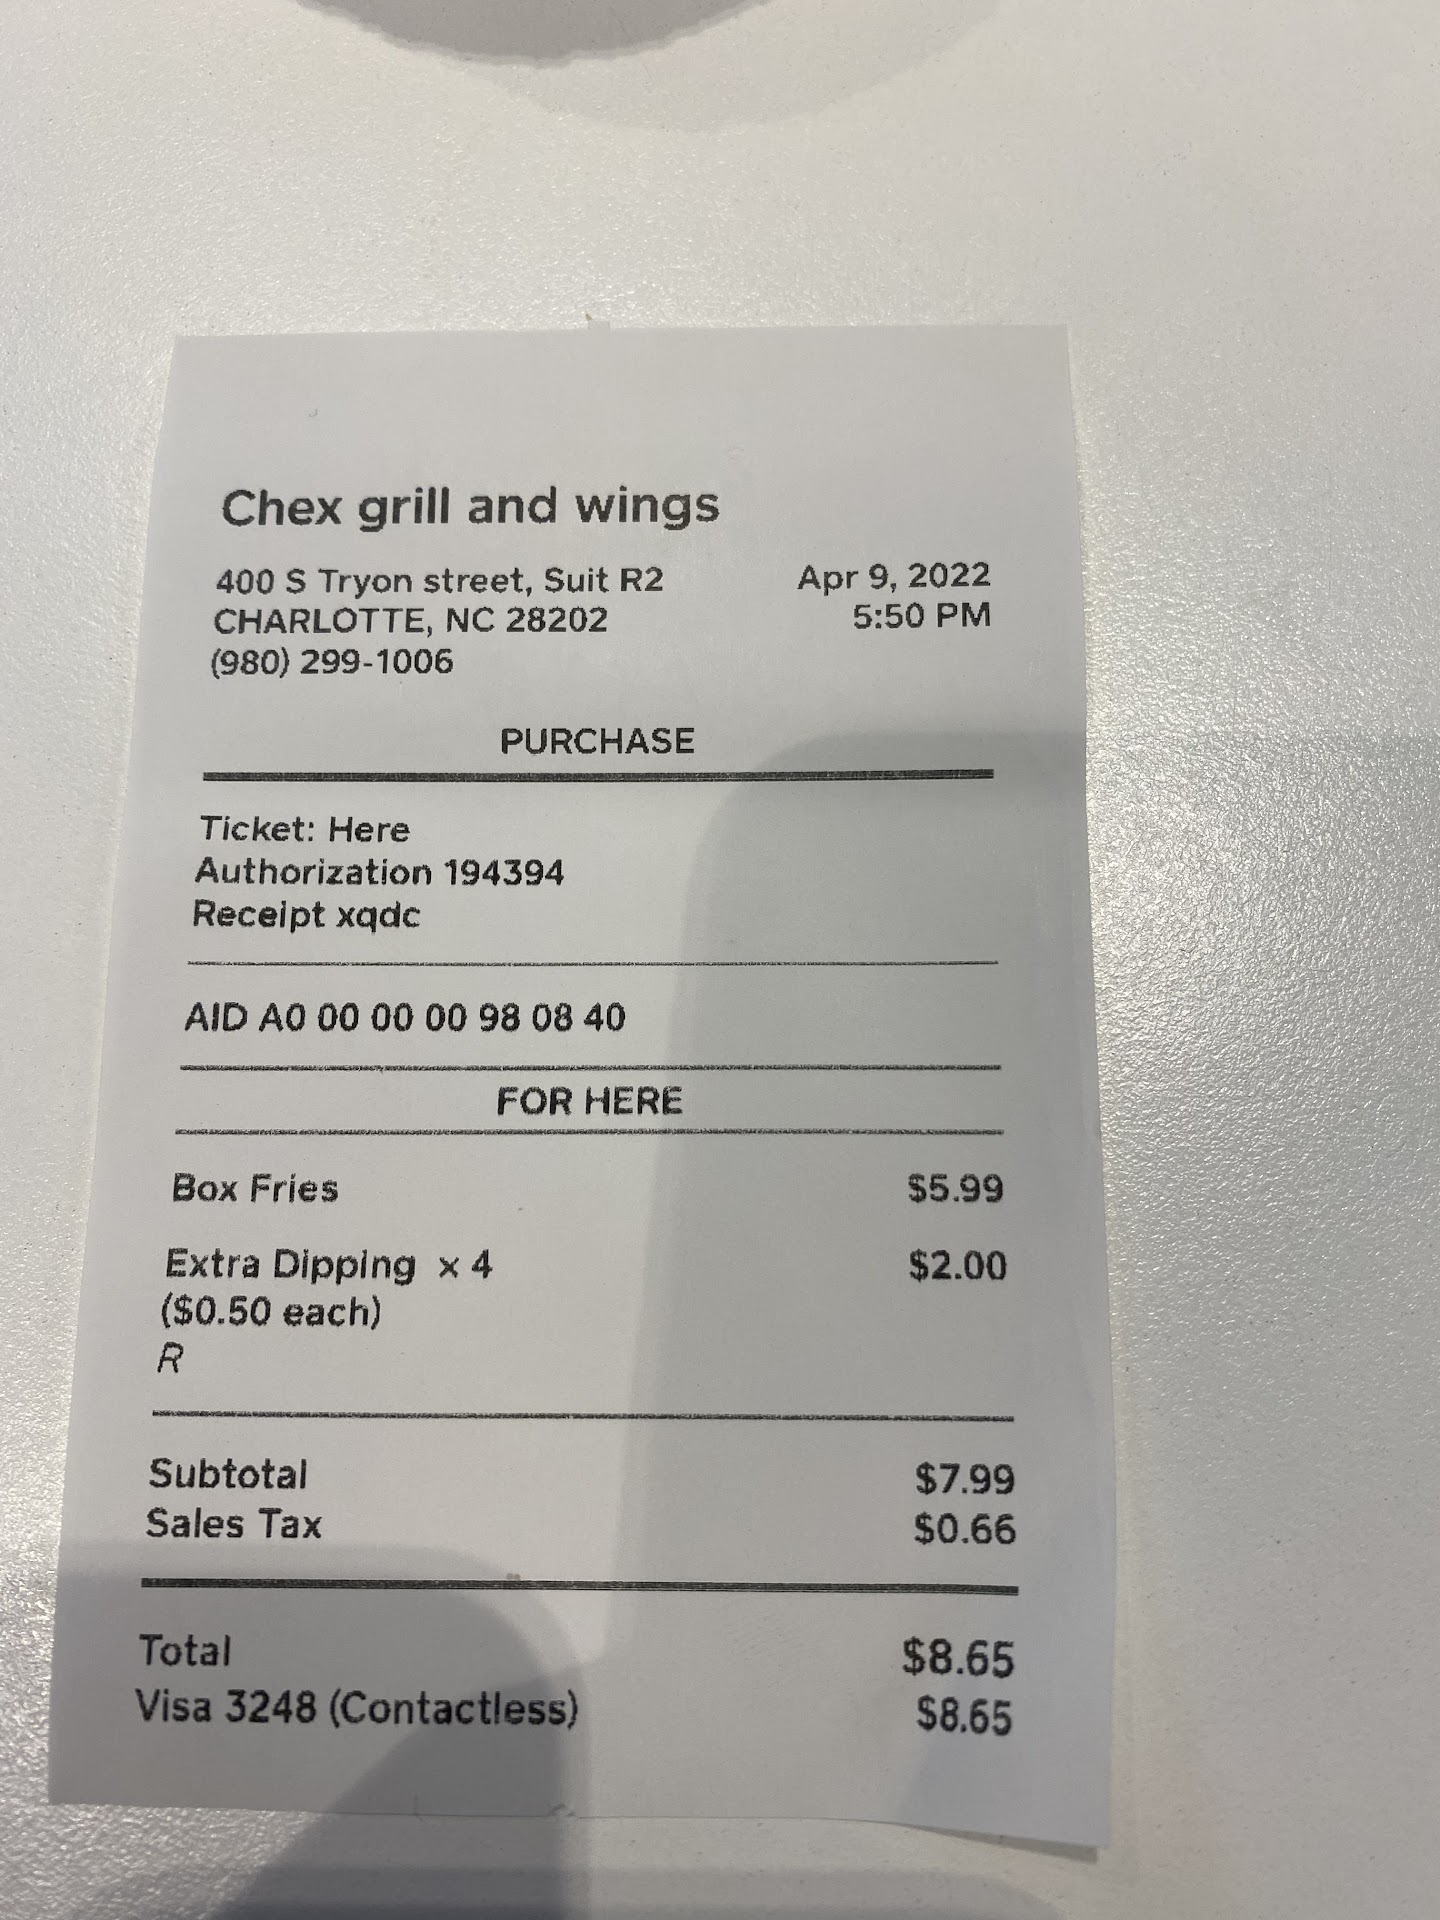 Chex grill and wings
400 S Tryon street, Suit R2 Apr 9, 2022
CHARLOTTE, NC 28202 5:50 PM
(980) 299-1006
PURCHASE
Ticket: Here
Authorization 194394
Receipt xqdc
AID A0 00 00 00 98 08 40
FOR HERE
Box Fries $5.99
Extra Dipping x 4 $2.00
($0.50 each)
R
Subtotal $7.99
Sales Tax $0.66
Total $8.65
Visa 3248 (Contactless) $8.65